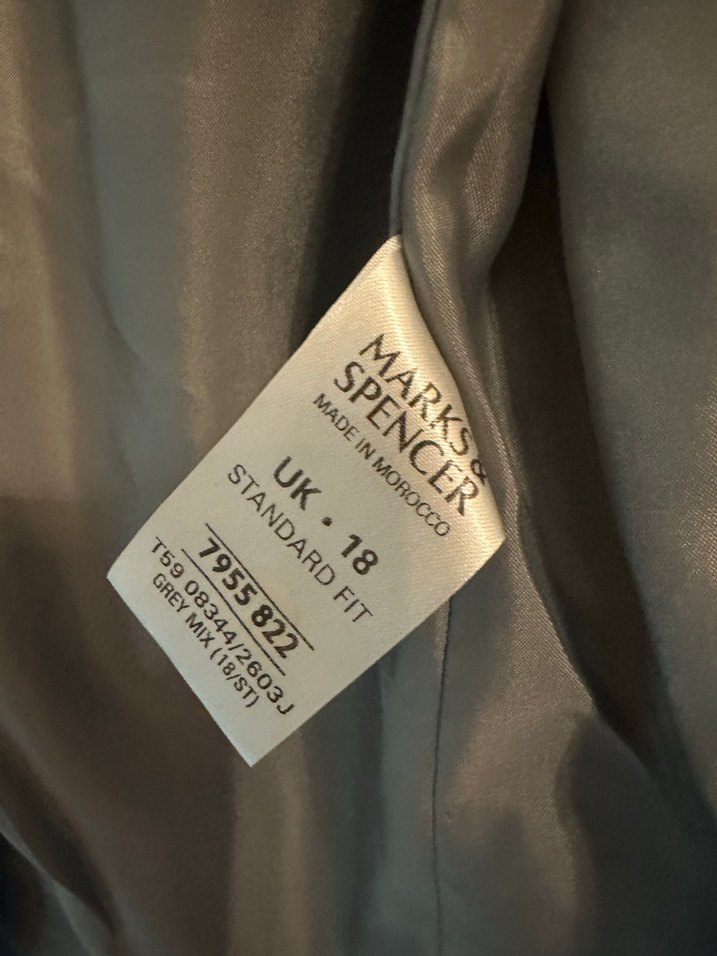 MARKS &
SPENCER
MADE IN MOROCCO
UK · 18
STANDARD FIT
7955 822
T59 08344/2603J
GREY MIX (18/ST)